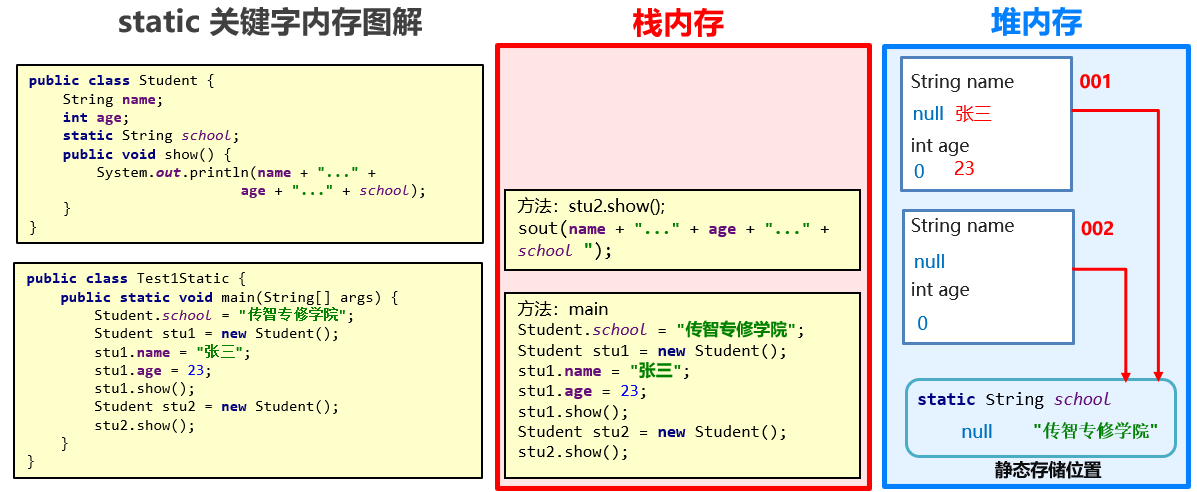 static 关键字内存图解
public class Student {
String name;
int age;
static String school;
public void show() {
System.out.println(name + "..." +
age + "..." + school);
}
}
public class Test1Static {
public static void main(String[] args) {
Student.school = "传智专修学院";
Student stu1 = new Student();
stu1.name = "张三";
stu1.age = 23;
stu1.show();
Student stu2 = new Student();
stu2.show();
}
}
栈内存
方法：stu2.show();
sout(name + "..." + age + "..." +
school ");
方法：main
Student.school = "传智专修学院";
Student stu1 = new Student();
stu1.name = "张三";
stu1.age = 23;
stu1.show();
Student stu2 = new Student();
stu2.show();
堆内存
String name
001
null 张三
int age
0 23
String name
002
null
int age
0
static String school
null "传智专修学院"
静态存储位置